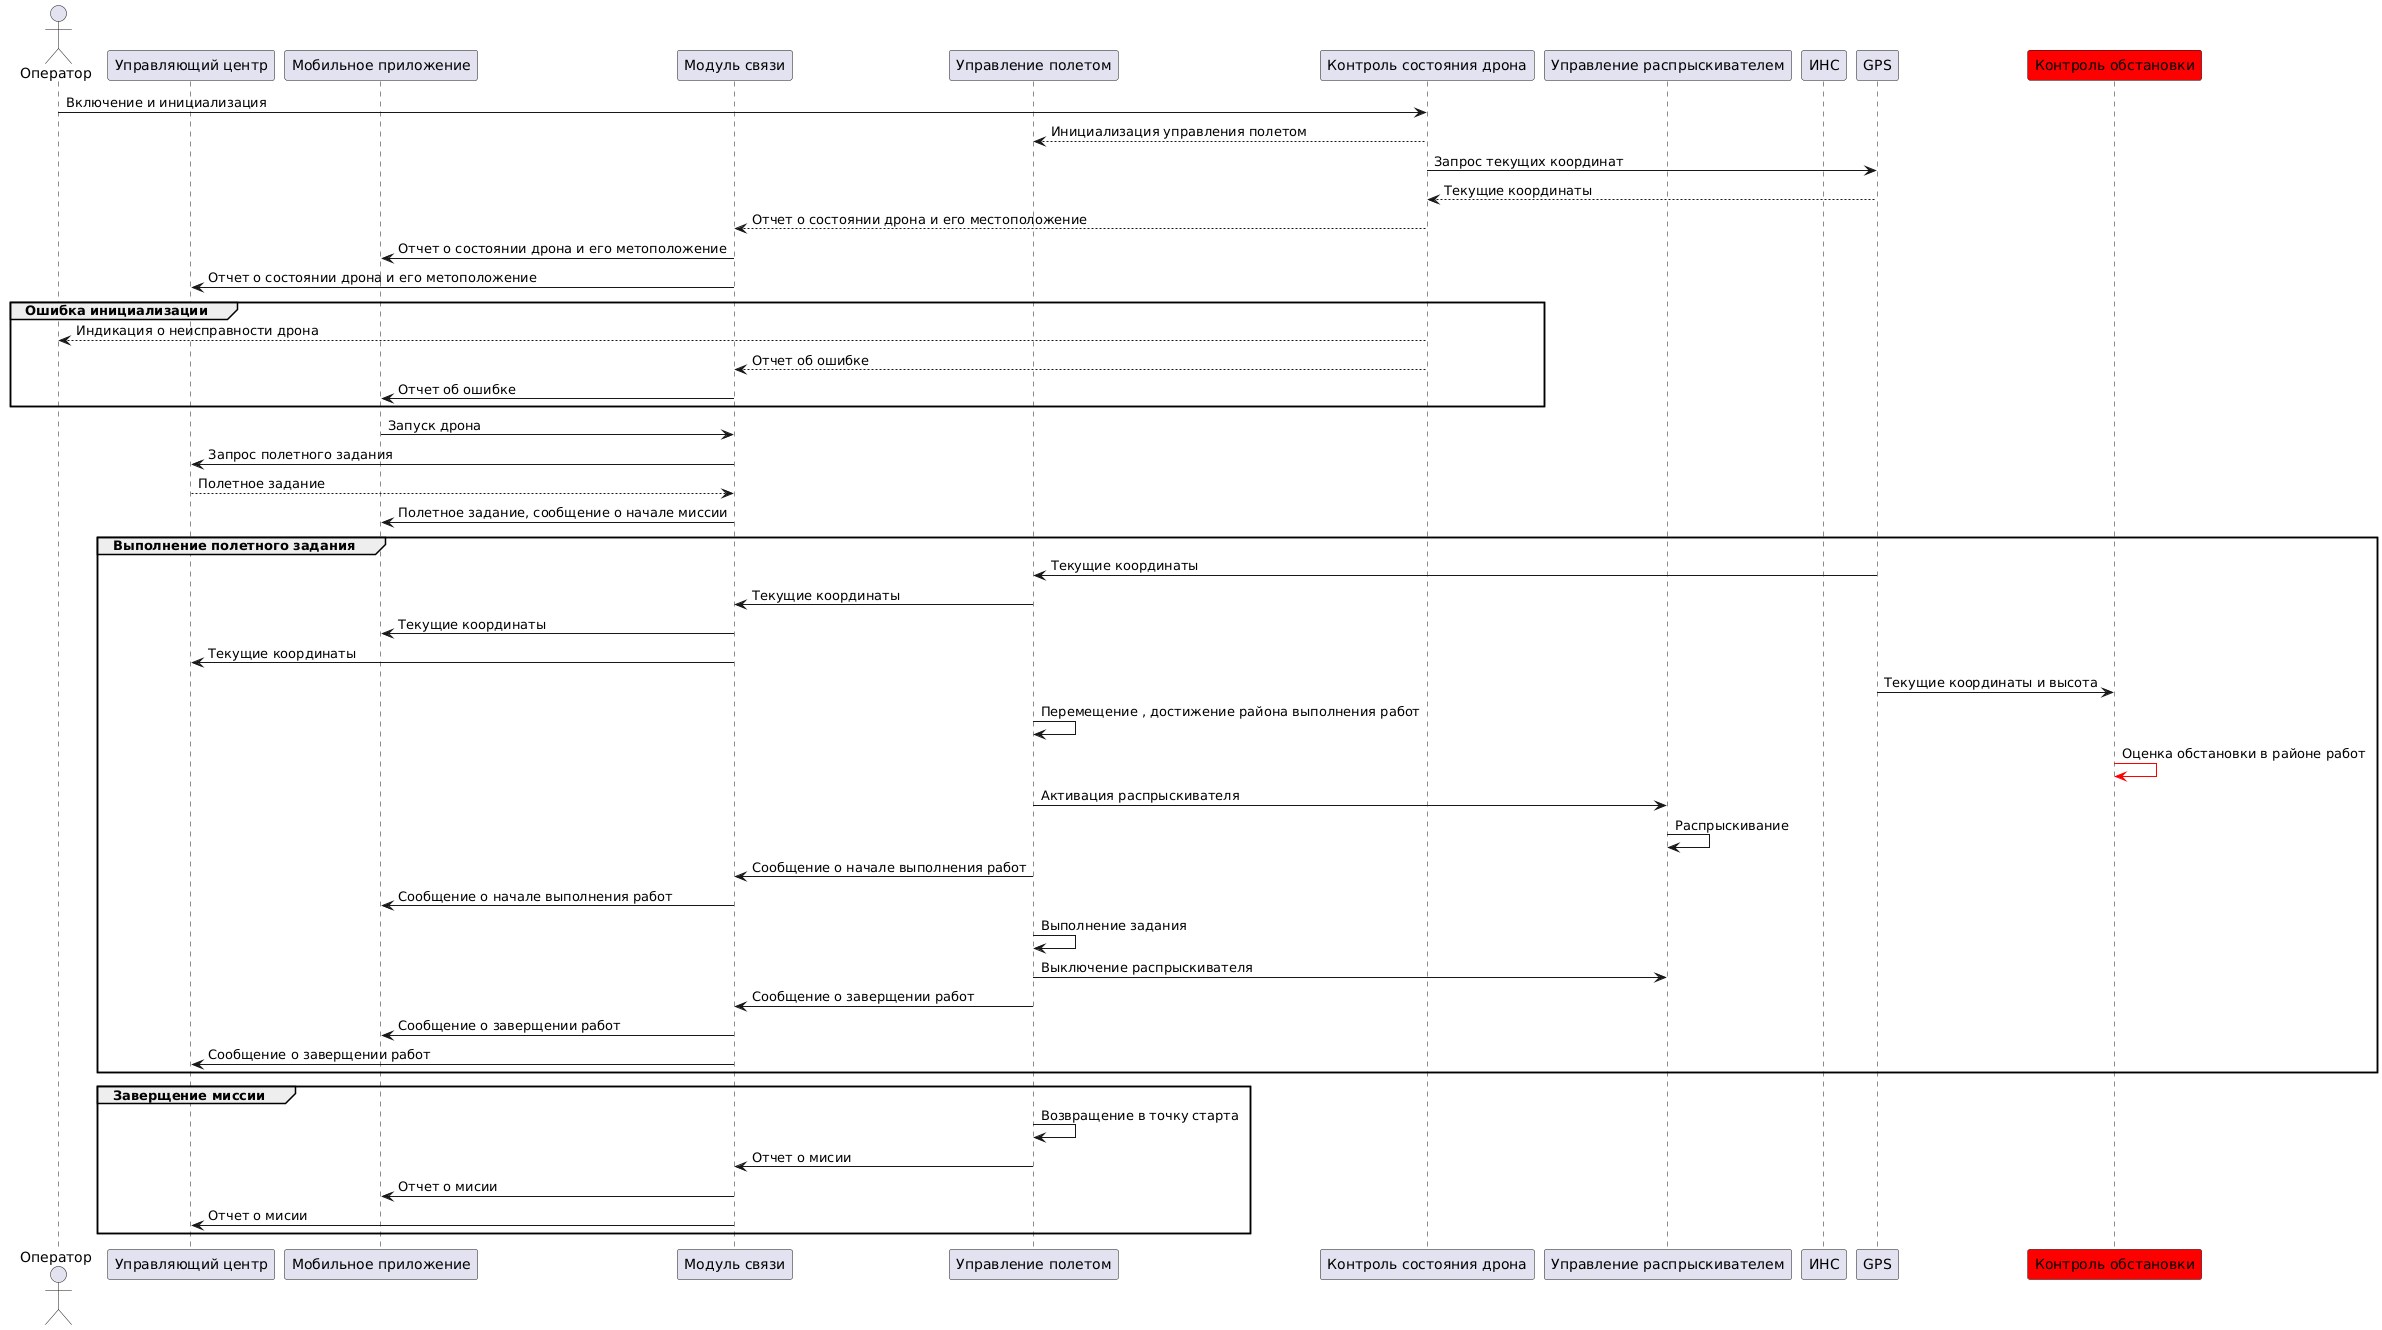 Оператор
Управляющий центр
Мобильное приложение
Модуль связи
Управление полетом
Контроль состояния дрона
Управление распрыскивателем
ИНС
GPS
Контроль обстановки
Включение и инициализация
Инициализация управления полетом
Запрос текущих координат
Текущие координаты
Отчет о состоянии дрона и его местоположение
Отчет о состоянии дрона и его метоположение
Отчет о состоянии дрона и его метоположение
Ошибка инициализации
Индикация о неисправности дрона
Отчет об ошибке
Отчет об ошибке
Запуск дрона
Запрос полетного задания
Полетное задание
Полетное задание, сообщение о начале миссии
Выполнение полетного задания
Текущие координаты
Текущие координаты
Текущие координаты
Текущие координаты
Текущие координаты и высота
Перемещение , достижение района выполнения работ
Оценка обстановки в районе работ
Активация распрыскивателя
Распрыскивание
Сообщение о начале выполнения работ
Сообщение о начале выполнения работ
Выполнение задания
Выключение распрыскивателя
Сообщение о заверщении работ
Сообщение о заверщении работ
Сообщение о заверщении работ
Заверщение миссии
Возвращение в точку старта
Отчет о мисии
Отчет о мисии
Отчет о мисии
Оператор
Управляющий центр
Мобильное приложение
Модуль связи
Управление полетом
Контроль состояния дрона
Управление распрыскивателем
ИНС
GPS
Контроль обстановки